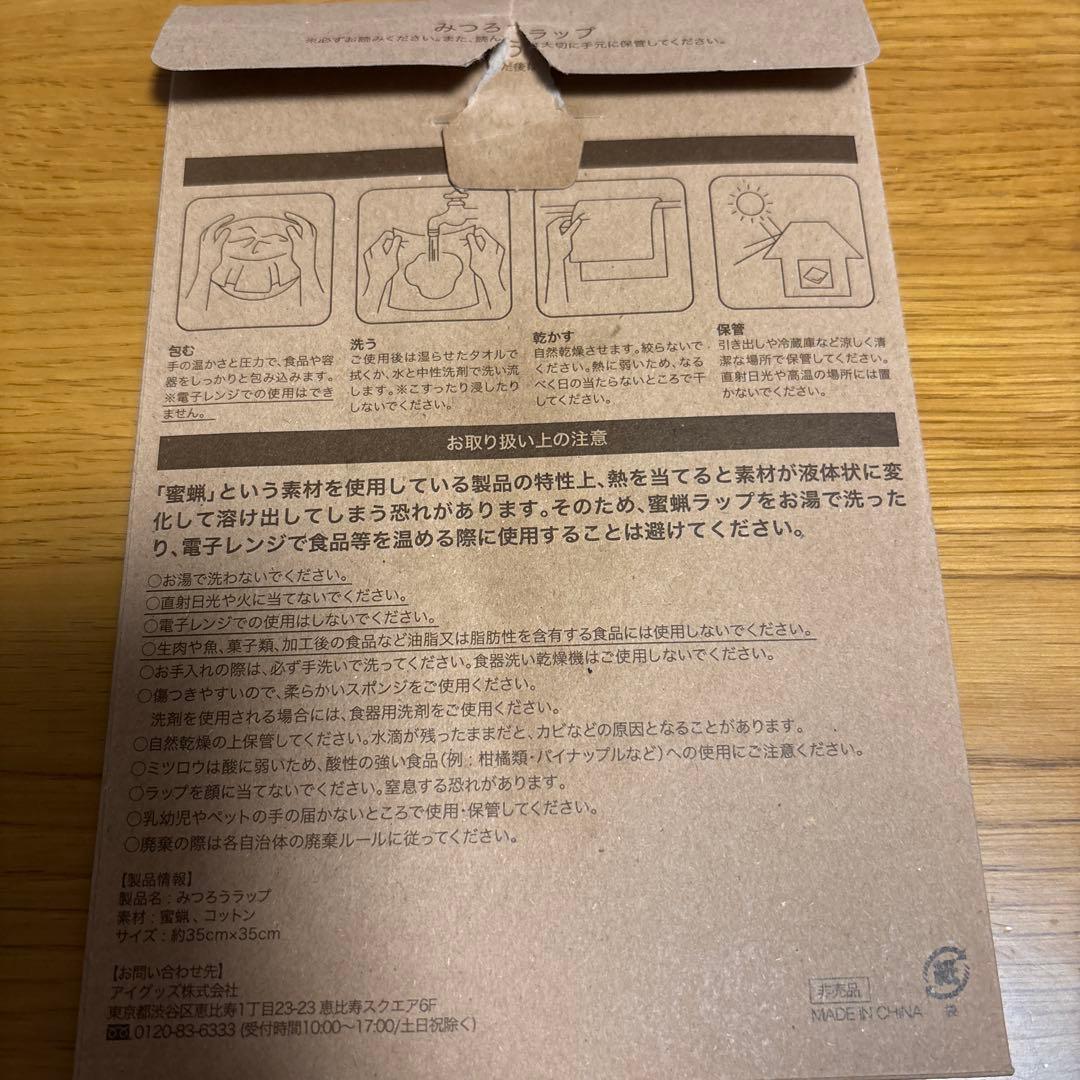 みつろうラップ
※必ずお読みください。また、読ん
大切に手元に保管してください。
包む
手の温かさと圧力で、食品や容
器をしっかりと包み込みます。
※電子レンジでの使用はでき
ません。
洗う
ご使用後は湿らせたタオルで
拭くか、水と中性洗剤で洗い流
します。※こすったり浸したり
しないでください。
乾かす
自然乾燥させます。絞らないで
ください。熱に弱いため、なる
べく日の当たらないところで干
してください。
保管
引き出しや冷蔵庫など涼しく清
潔な場所で保管してください。
直射日光や高温の場所には置
かないでください。
お取り扱い上の注意
「蜜蝋」という素材を使用している製品の特性上、熱を当てると素材が液体状に変
化して溶け出してしまう恐れがあります。そのため、蜜蝋ラップをお湯で洗った
り、電子レンジで食品等を温める際に使用することは避けてください。
○お湯で洗わないでください。
○直射日光や火に当てないでください。
○電子レンジでの使用はしないでください。
○生肉や魚、菓子類、加工後の食品など油脂又は脂肪性を含有する食品には使用しないでください。
○お手入れの際は、必ず手洗いで洗ってください。食器洗い乾燥機はご使用しないでください。
○傷つきやすいので、柔らかいスポンジをご使用ください。
洗剤を使用される場合には、食器用洗剤をご使用ください。
○自然乾燥の上保管してください。水滴が残ったままだと、カビなどの原因となることがあります。
○ミツロウは酸に弱いため、酸性の強い食品(例:柑橘類・パイナップルなど)への使用にご注意ください。
○ラップを顔に当てないでください。窒息する恐れがあります。
○乳幼児やペットの手の届かないところで使用・保管してください。
○廃棄の際は各自治体の廃棄ルールに従ってください。
【製品情報】
製品名:みつろうラップ
素材:蜜蝋、コットン
サイズ:約35cm×35cm
【お問い合わせ先】
アイグッズ株式会社
東京都渋谷区恵比寿1丁目23-23 恵比寿スクエア6F
0120-83-6333 (受付時間10:00〜17:00/土日祝除く)
非売品
MADE IN CHINA
紙
袋